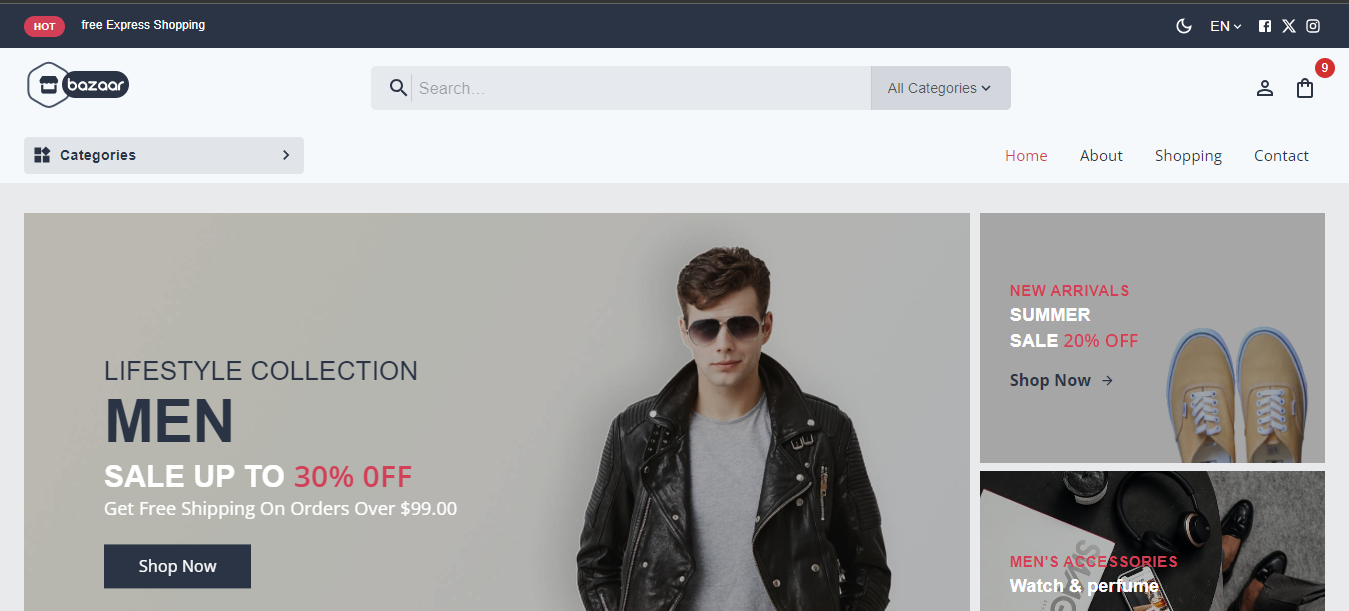 HOT free Express Shopping EN
bazaar Search... All Categories 9
Categories Home About Shopping Contact
LIFESTYLE COLLECTION
MEN
SALE UP TO 30% 0FF
Get Free Shipping On Orders Over $99.00
Shop Now
NEW ARRIVALS
SUMMER
SALE 20% OFF
Shop Now
MEN'S ACCESSORIES
Watch & perfume